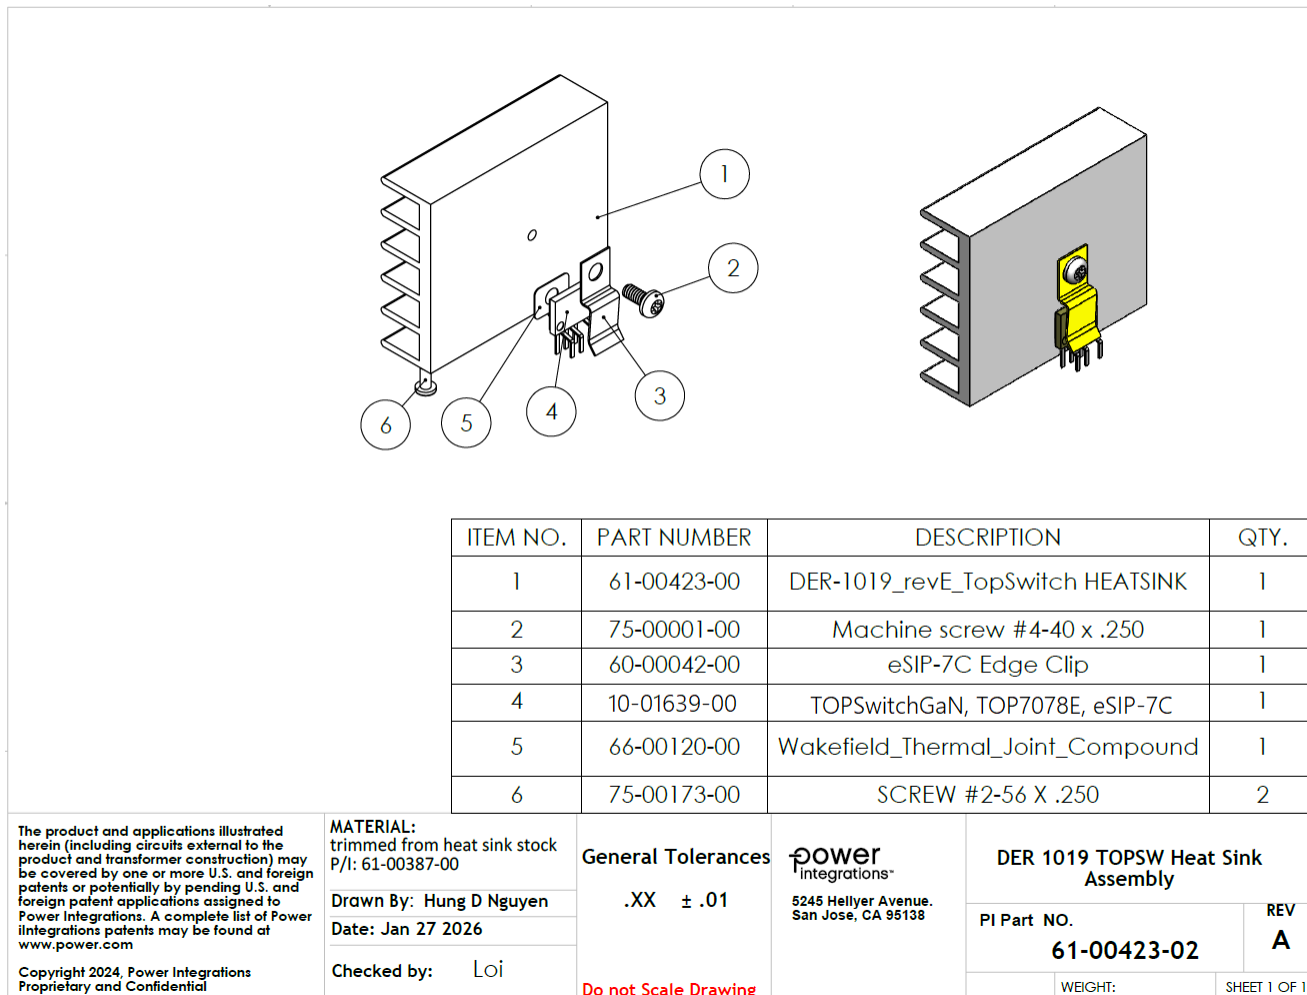 1
2
3
4
5
6
ITEM NO. PART NUMBER DESCRIPTION QTY.
1 61-00423-00 DER-1019_revE_TopSwitch HEATSINK 1
2 75-00001-00 Machine screw #4-40 x .250 1
3 60-00042-00 eSIP-7C Edge Clip 1
4 10-01639-00 TOPSwitchGaN, TOP7078E, eSIP-7C 1
5 66-00120-00 Wakefield_Thermal_Joint_Compound 1
6 75-00173-00 SCREW #2-56 X .250 2
The product and applications illustrated
herein (including circuits external to the
product and transformer construction) may
be covered by one or more U.S. and foreign
patents or potentially by pending U.S. and
foreign patent applications assigned to
Power Integrations. A complete list of Power
iIntegrations patents may be found at
www.power.com
Copyright 2024, Power Integrations
Proprietary and Confidential
MATERIAL:
trimmed from heat sink stock
P/I: 61-00387-00
Drawn By: Hung D Nguyen
Date: Jan 27 2026
Checked by: Loi
General Tolerances
.XX ± .01
Do not Scale Drawing
power
integrations™
5245 Hellyer Avenue.
San Jose, CA 95138
DER 1019 TOPSW Heat Sink
Assembly
PI Part NO.
61-00423-02
REV
A
WEIGHT:
SHEET 1 OF 1